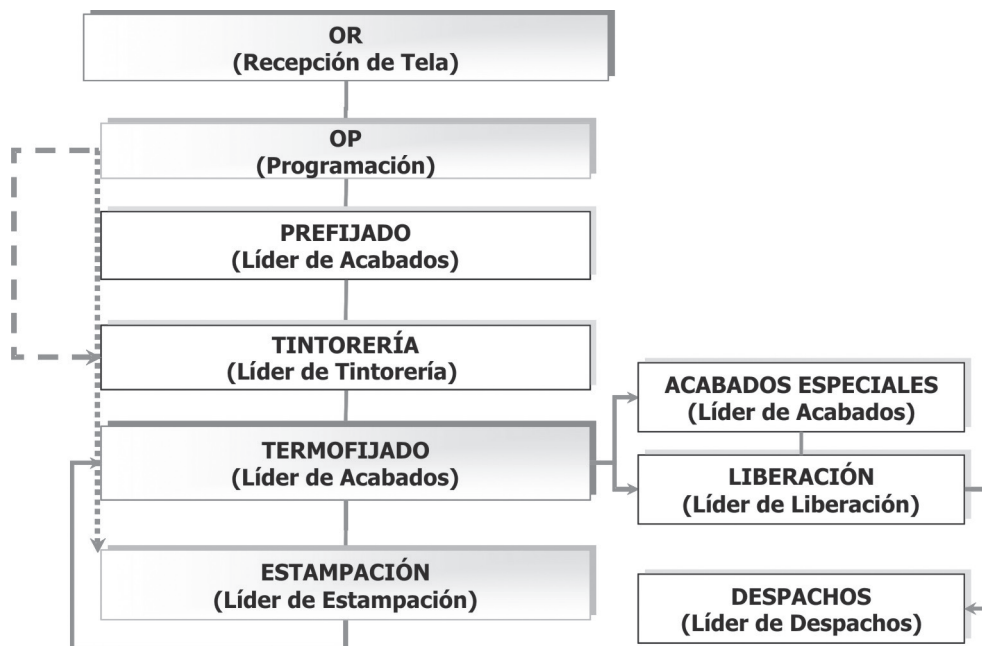 OR
(Recepción de Tela)
OP
(Programación)
PREFIJADO
(Líder de Acabados)
TINTORERÍA
(Líder de Tintorería)
TERMOFIJADO
(Líder de Acabados)
ESTAMPACIÓN
(Líder de Estampación)
ACABADOS ESPECIALES
(Líder de Acabados)
LIBERACIÓN
(Líder de Liberación)
DESPACHOS
(Líder de Despachos)